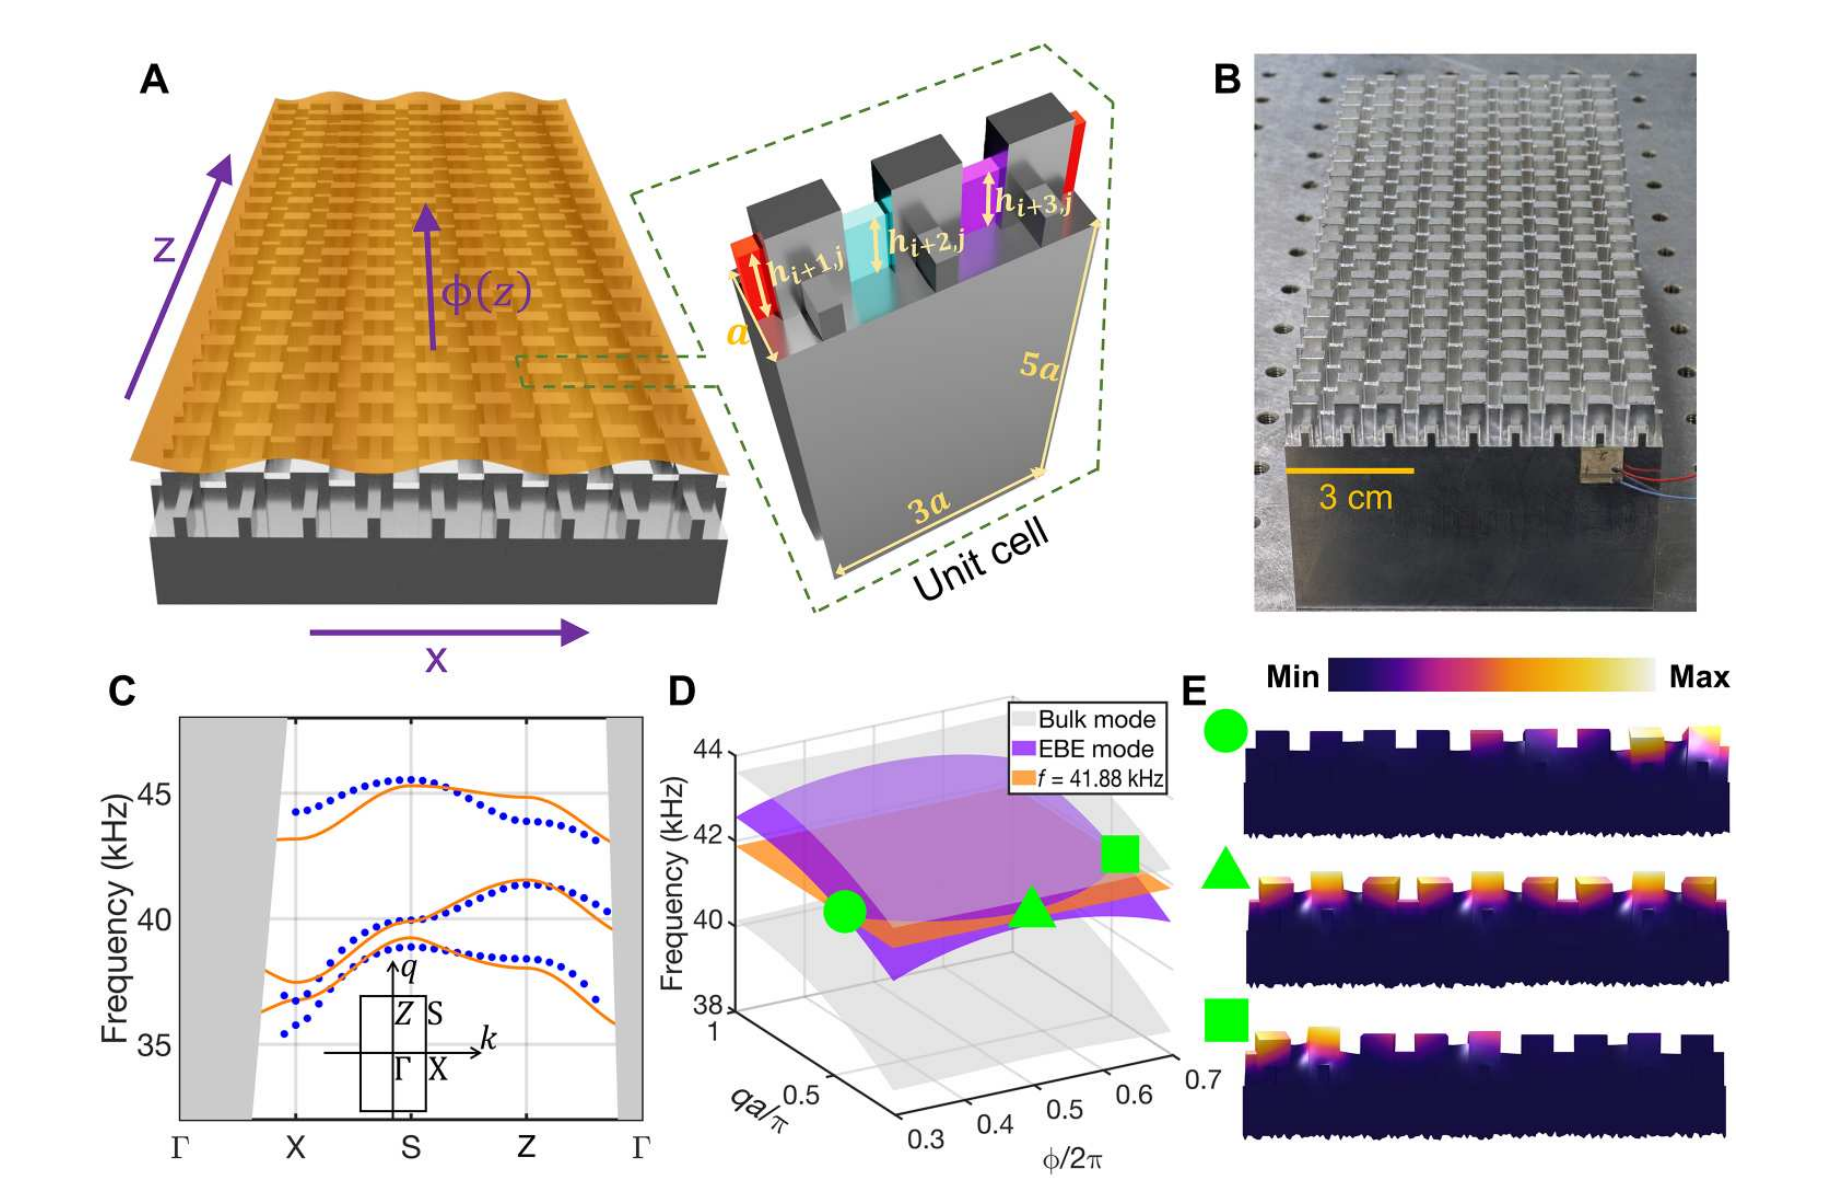 A
z
ϕ(z)
x
h_{i+1,j}
h_{i+2,j}
h_{i+3,j}
a
5a
3a
Unit cell
B
3 cm
C
Frequency (kHz)
45
40
35
q
Z S
k
Γ X
Γ X S Z Γ
D
Bulk mode
EBE mode
f = 41.88 kHz
Frequency (kHz)
44
42
40
38
1
0.5
qa/π
0.3 0.4 0.5 0.6 0.7
ϕ/2π
E
Min Max